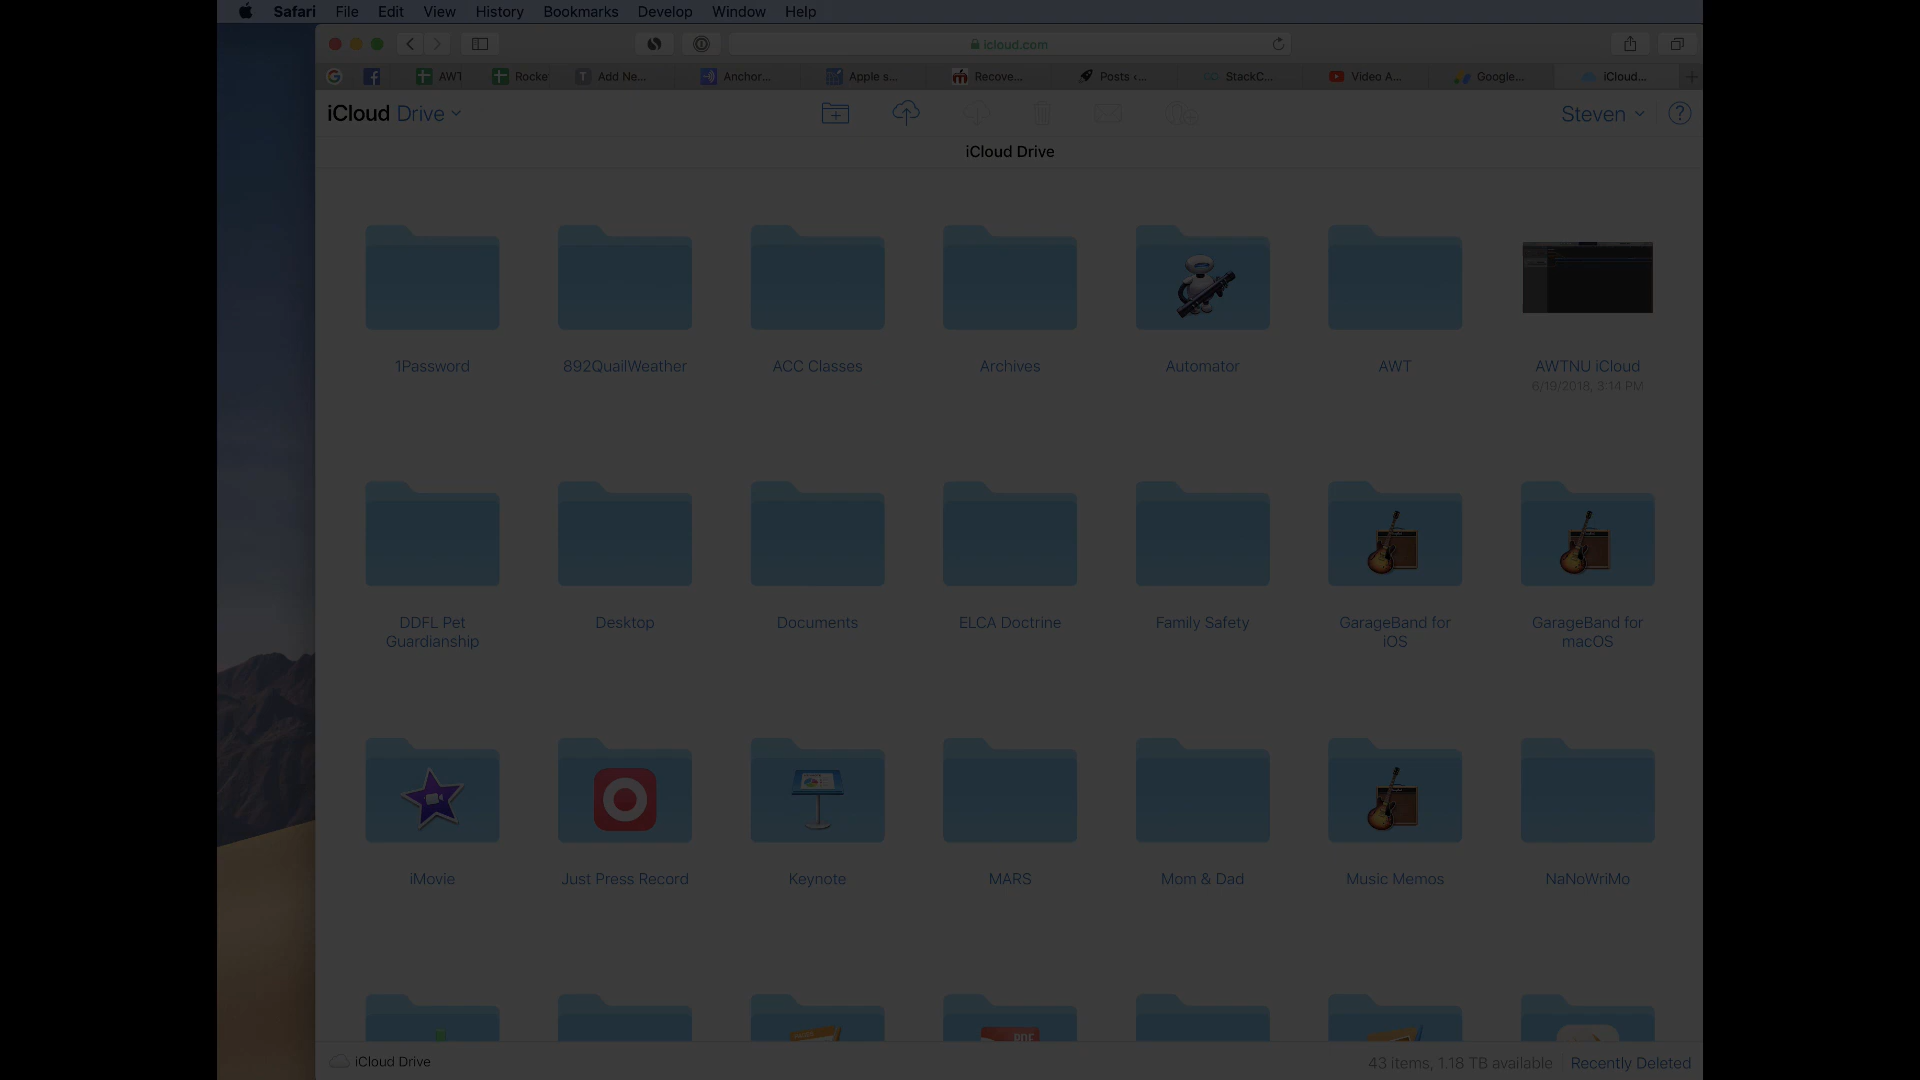 Safari File Edit View History Bookmarks Develop Window Help
icloud.com
AWT Rocke Add Ne... Anchor... Apple s... Recove... Posts ‹... StackC... Video A... Google... iCloud...
iCloud Drive Steven ?
iCloud Drive
1Password 892QuailWeather ACC Classes Archives Automator AWT AWTNU iCloud
6/19/2018, 3:14 PM
DDFL Pet Desktop Documents ELCA Doctrine Family Safety GarageBand for GarageBand for
Guardianship iOS macOS
iMovie Just Press Record Keynote MARS Mom & Dad Music Memos NaNoWriMo
PDF
iCloud Drive 43 items, 1.18 TB available Recently Deleted